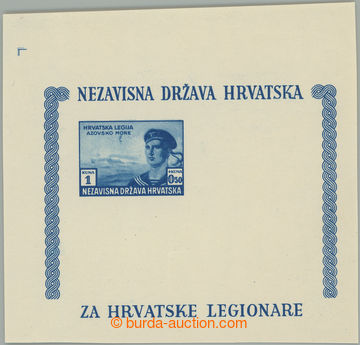 NEZAVISNA DRŽAVA HRVATSKA
HRVATSKA LEGIJA
AZOVSKO MORE
KUNA
1
+KUNA
0.50
NEZAVISNA DRŽAVA HRVATSKA
ZA HRVATSKE LEGIONARE
© burda-auction.com